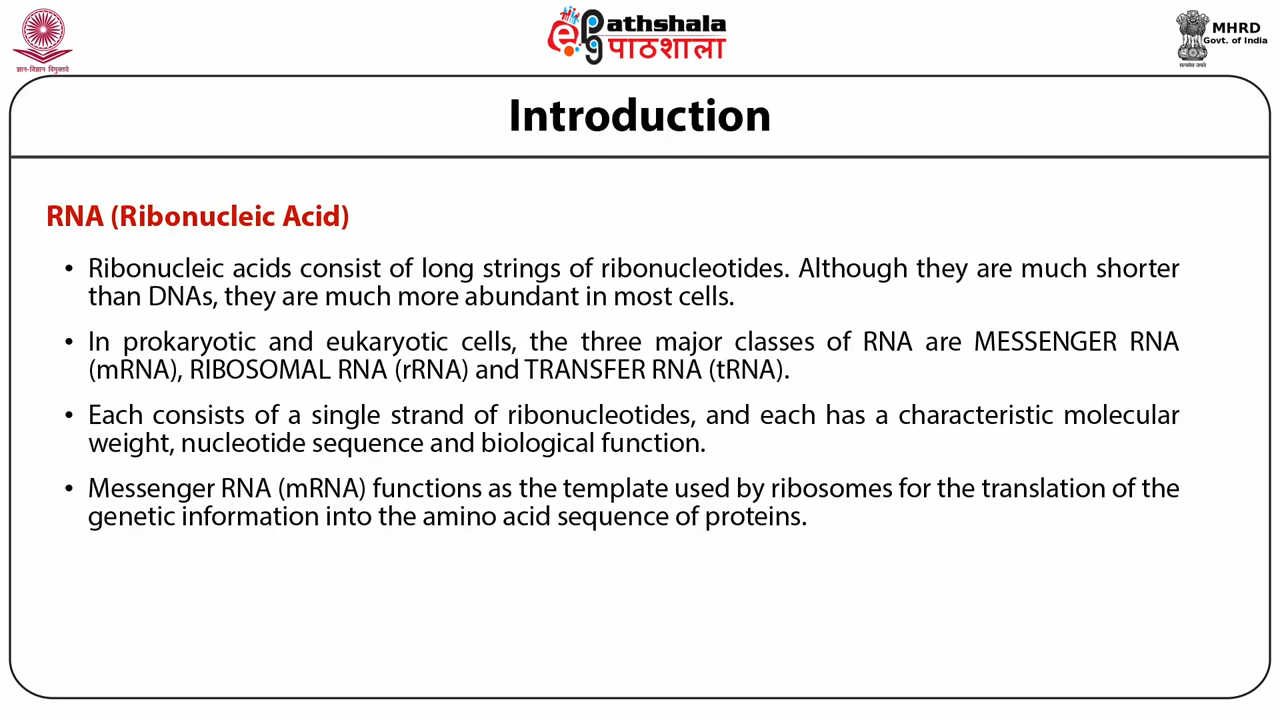 ज्ञान-विज्ञान विमुक्तये
ePG Pathshala
पाठशाला
MHRD
Govt. of India
सत्यमेव जयते
Introduction
RNA (Ribonucleic Acid)
• Ribonucleic acids consist of long strings of ribonucleotides. Although they are much shorter
than DNAs, they are much more abundant in most cells.
• In prokaryotic and eukaryotic cells, the three major classes of RNA are MESSENGER RNA
(mRNA), RIBOSOMAL RNA (rRNA) and TRANSFER RNA (tRNA).
• Each consists of a single strand of ribonucleotides, and each has a characteristic molecular
weight, nucleotide sequence and biological function.
• Messenger RNA (mRNA) functions as the template used by ribosomes for the translation of the
genetic information into the amino acid sequence of proteins.